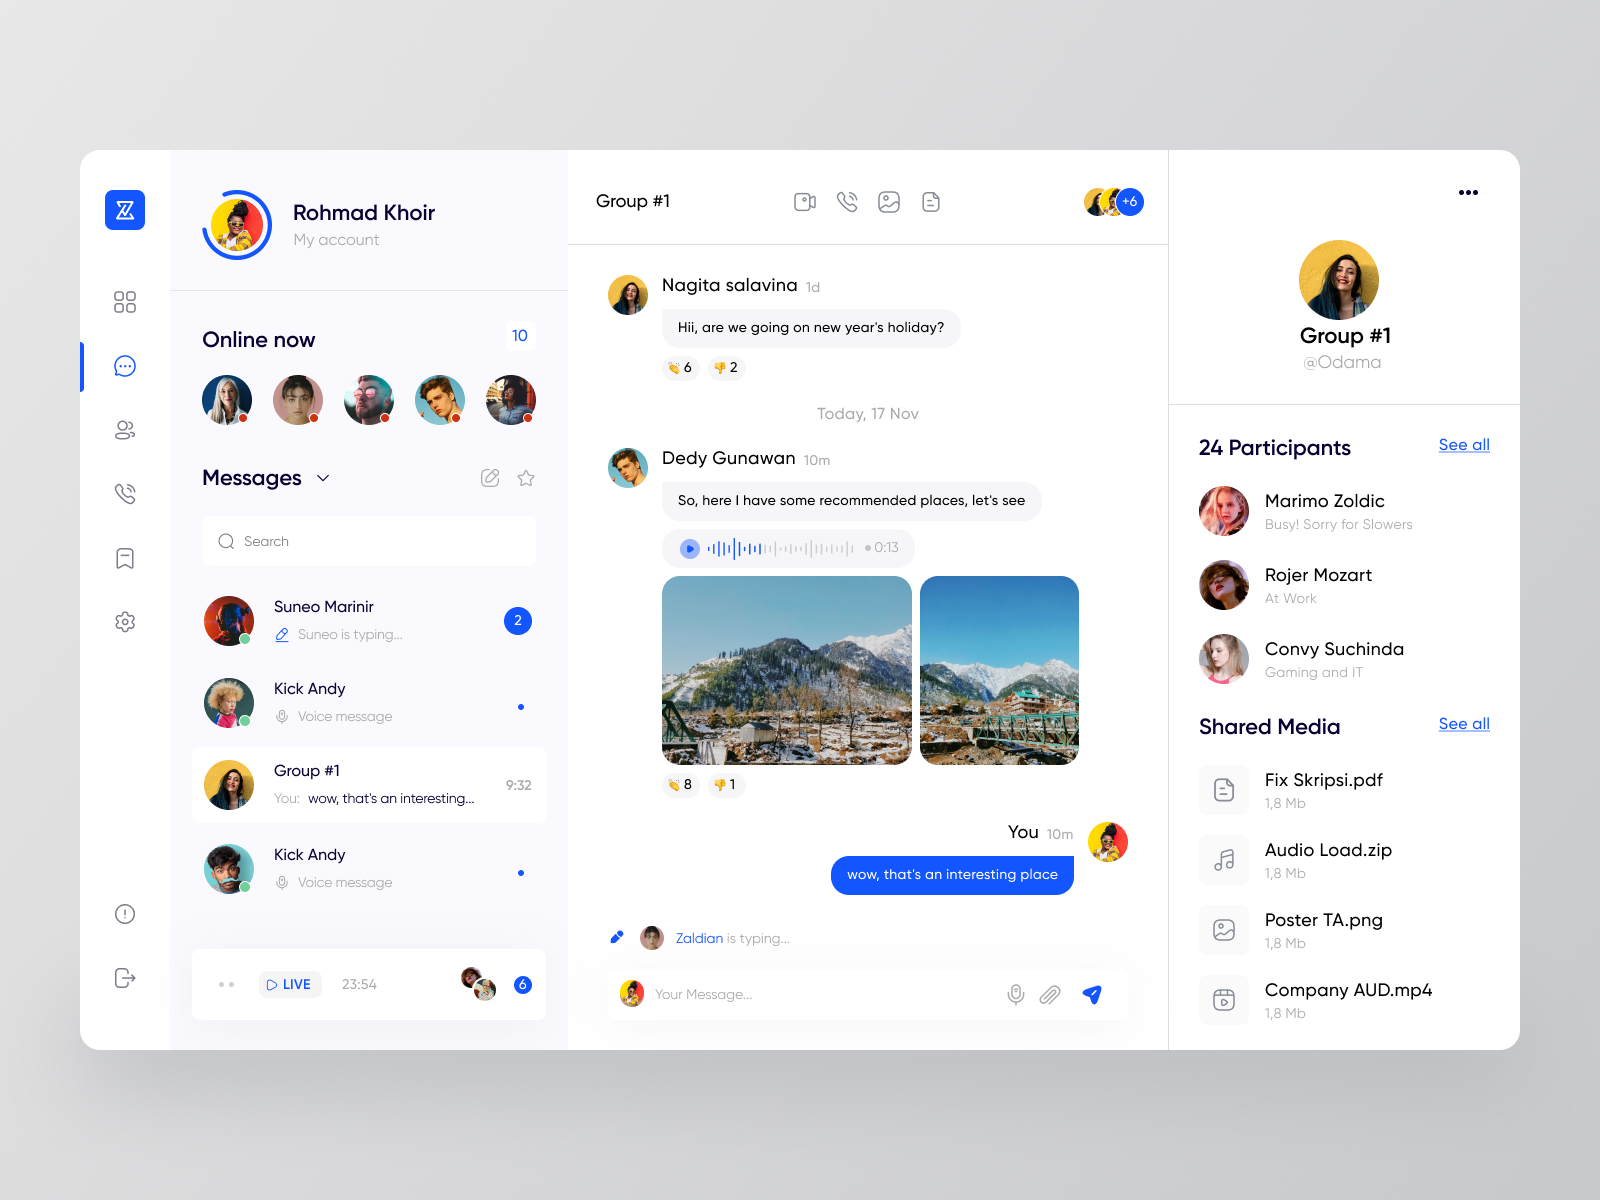 Rohmad Khoir
My account
Online now
10
Messages
Search
Suneo Marinir
Suneo is typing...
2
Kick Andy
Voice message
Group #1
You: wow, that's an interesting...
9:32
Kick Andy
Voice message
LIVE
23:54
6
Group #1
+6
Nagita salavina 1d
Hii, are we going on new year's holiday?
6
2
Today, 17 Nov
Dedy Gunawan 10m
So, here I have some recommended places, let's see
0:13
8
1
You 10m
wow, that's an interesting place
Zaldian is typing...
Your Message...
Group #1
@Odama
24 Participants
See all
Marimo Zoldic
Busy! Sorry for Slowers
Rojer Mozart
At Work
Convy Suchinda
Gaming and IT
Shared Media
See all
Fix Skripsi.pdf
1,8 Mb
Audio Load.zip
1,8 Mb
Poster TA.png
1,8 Mb
Company AUD.mp4
1,8 Mb